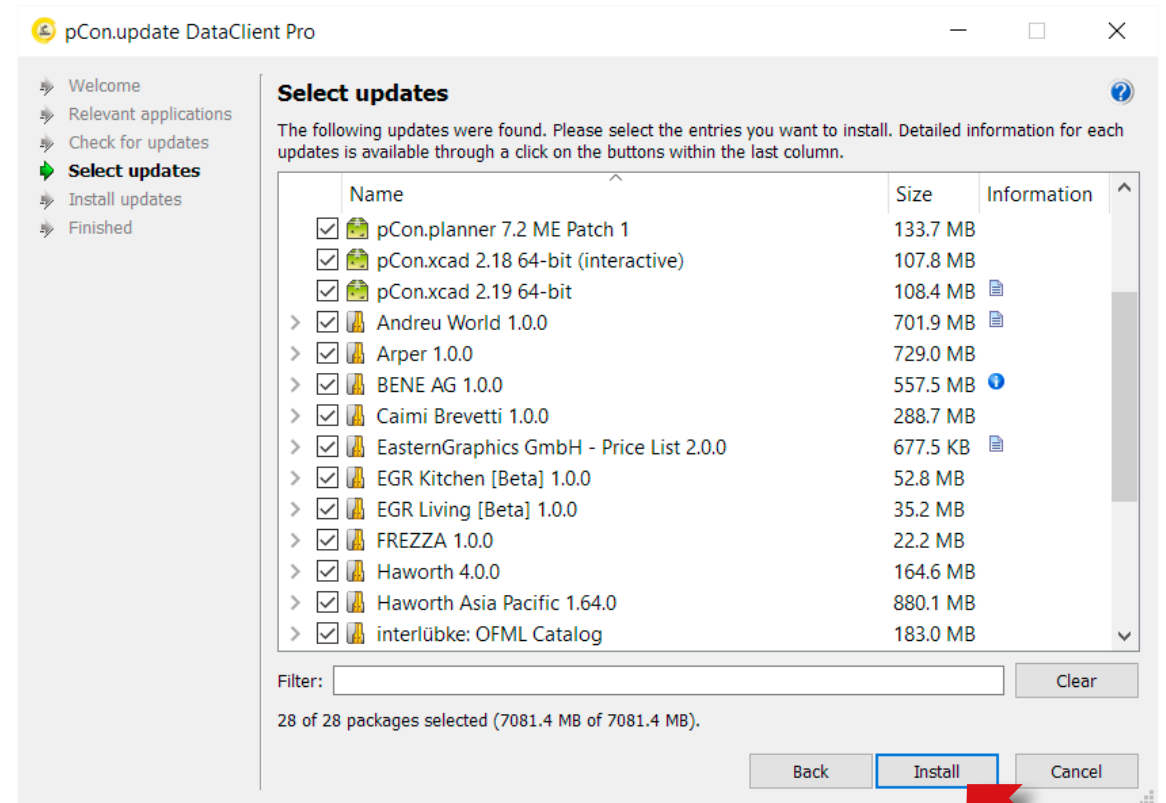 pCon.update DataClient Pro
Welcome
Relevant applications
Check for updates
Select updates
Install updates
Finished
Select updates
The following updates were found. Please select the entries you want to install. Detailed information for each
updates is available through a click on the buttons within the last column.
Name Size Information
pCon.planner 7.2 ME Patch 1 133.7 MB
pCon.xcad 2.18 64-bit (interactive) 107.8 MB
pCon.xcad 2.19 64-bit 108.4 MB
Andreu World 1.0.0 701.9 MB
Arper 1.0.0 729.0 MB
BENE AG 1.0.0 557.5 MB
Caimi Brevetti 1.0.0 288.7 MB
EasternGraphics GmbH - Price List 2.0.0 677.5 KB
EGR Kitchen [Beta] 1.0.0 52.8 MB
EGR Living [Beta] 1.0.0 35.2 MB
FREZZA 1.0.0 22.2 MB
Haworth 4.0.0 164.6 MB
Haworth Asia Pacific 1.64.0 880.1 MB
interlübke: OFML Catalog 183.0 MB
Filter:
Clear
28 of 28 packages selected (7081.4 MB of 7081.4 MB).
Back Install Cancel